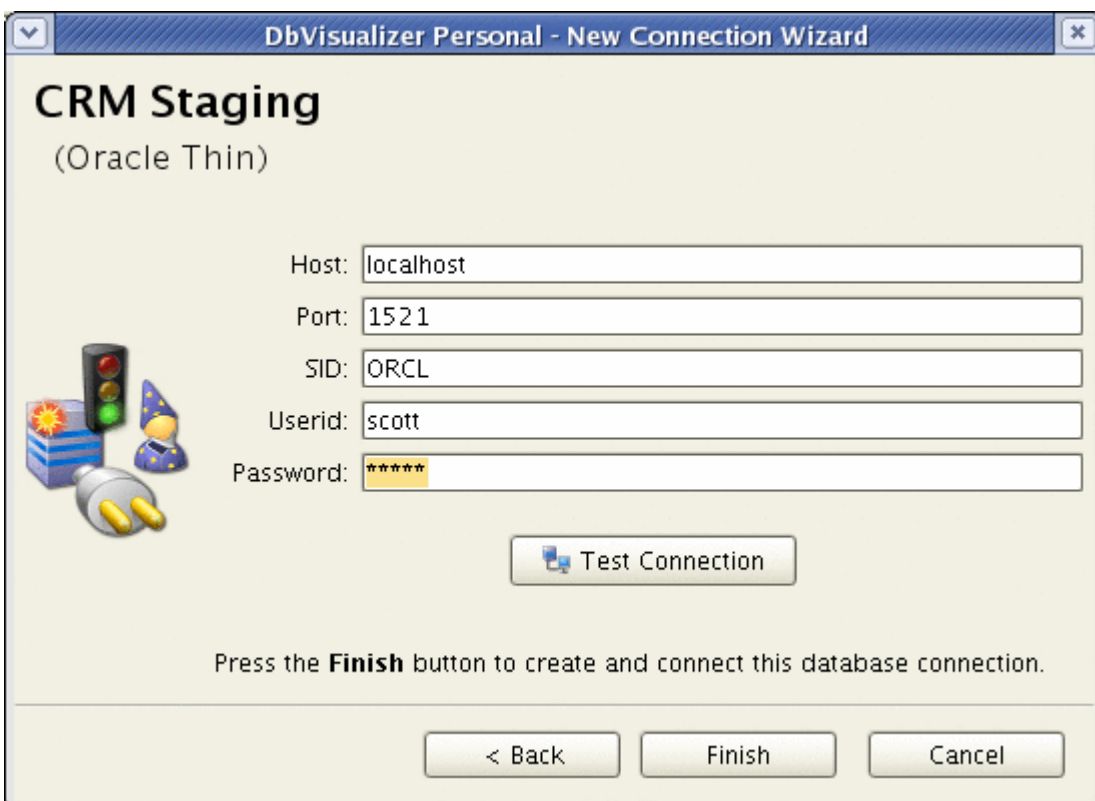 DbVisualizer Personal - New Connection Wizard
CRM Staging
(Oracle Thin)
Host: localhost
Port: 1521
SID: ORCL
Userid: scott
Password: *****
Test Connection
Press the Finish button to create and connect this database connection.
< Back Finish Cancel